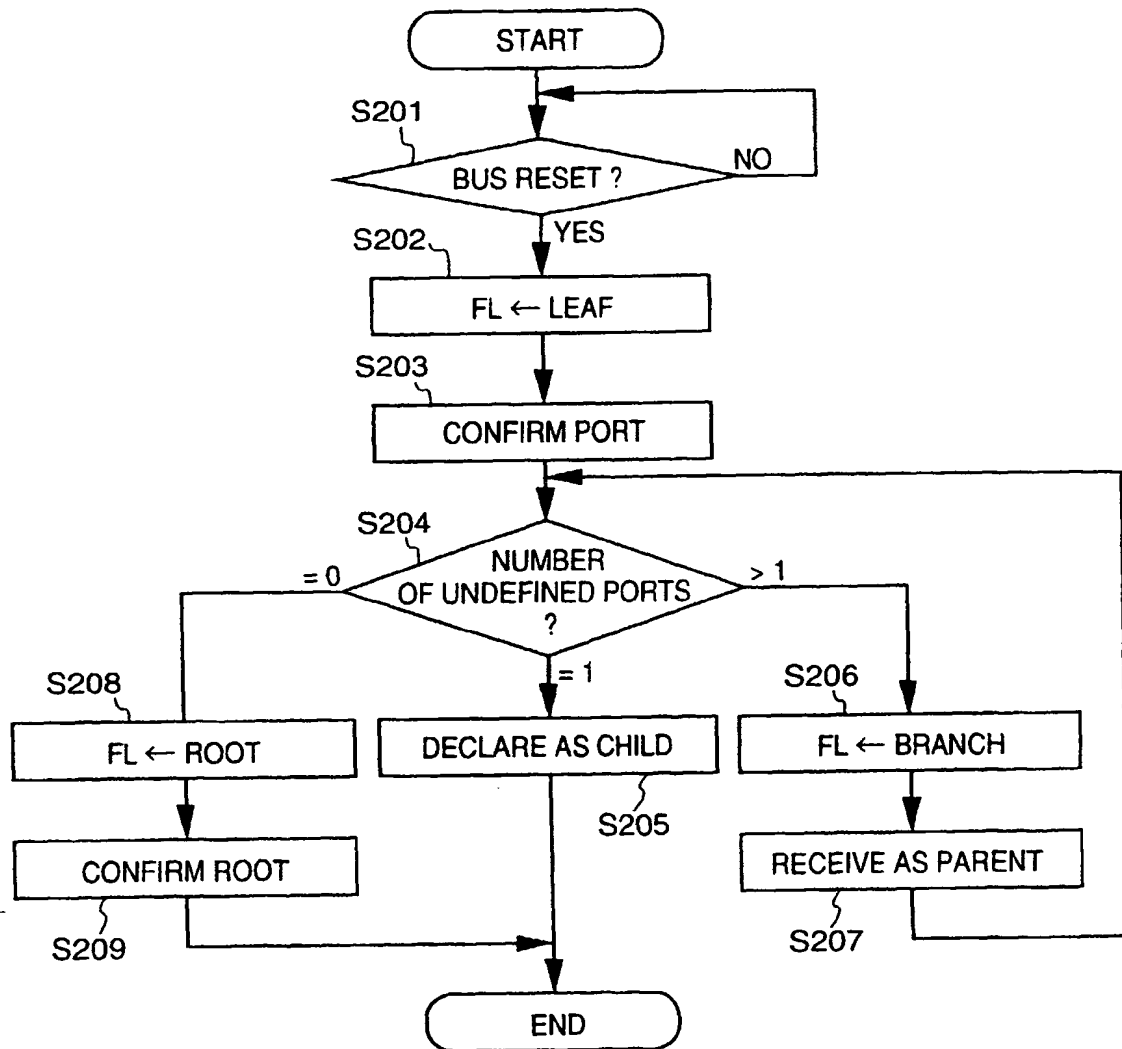 START
S201
BUS RESET ?
NO
YES
S202
FL ← LEAF
S203
CONFIRM PORT
S204
NUMBER
OF UNDEFINED PORTS
?
= 0
= 1
> 1
S208
FL ← ROOT
DECLARE AS CHILD
S205
S206
FL ← BRANCH
CONFIRM ROOT
S209
RECEIVE AS PARENT
S207
END